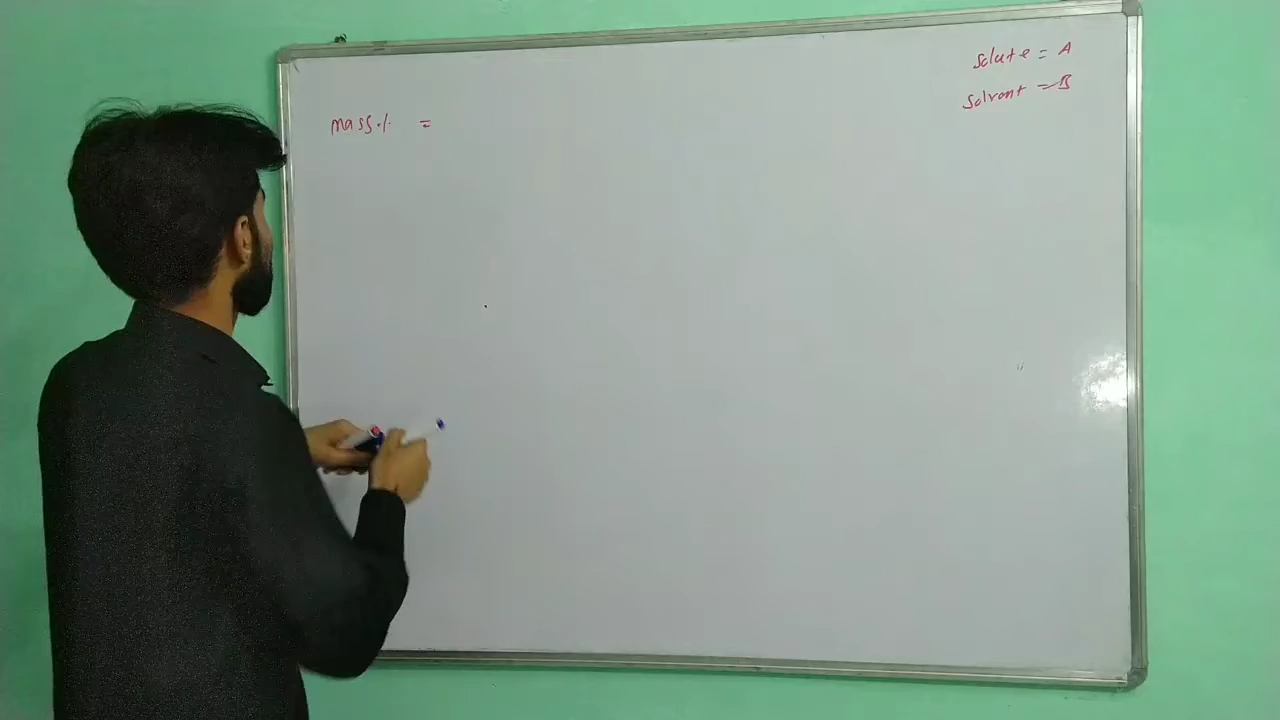 solute = A
solvent = B
mass.% =